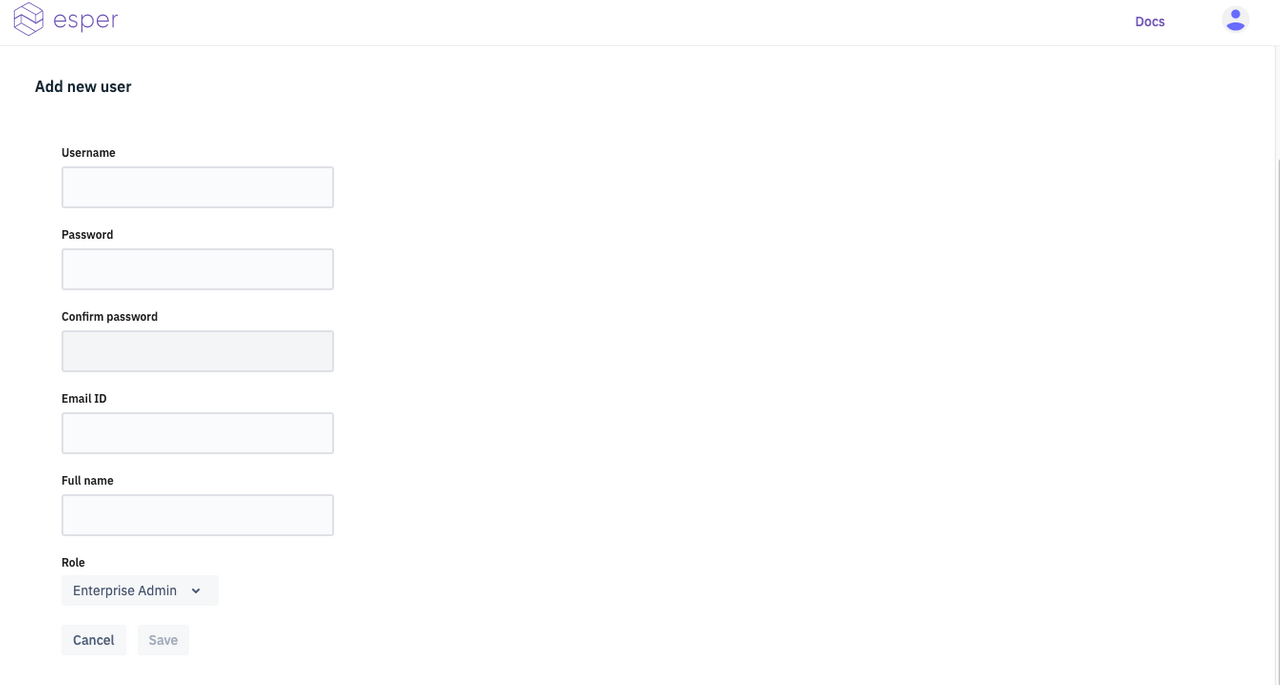 esper
Docs
Add new user
Username
Password
Confirm password
Email ID
Full name
Role
Enterprise Admin
Cancel
Save